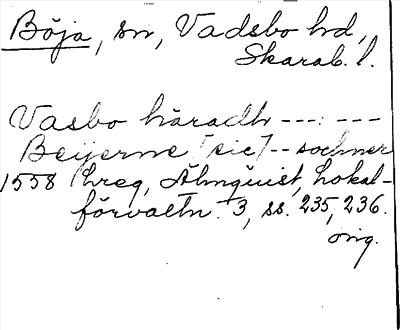 Böja, sn, Vadsbo hd,
Skarab. l.
Vasbo häradh ---:---
Beijerne [sic] -- sochner
1558 hreg, Almquist, Lokal-
förvaltn. 3, ss. 235, 236.
orig.